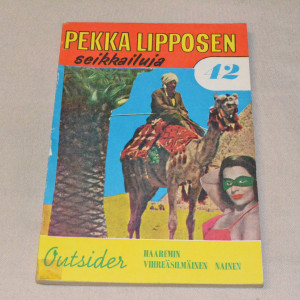 PEKKA LIPPOSEN
seikkailuja
42
Outsider
HAAREMIN
VIHREÄSILMÄINEN NAINEN